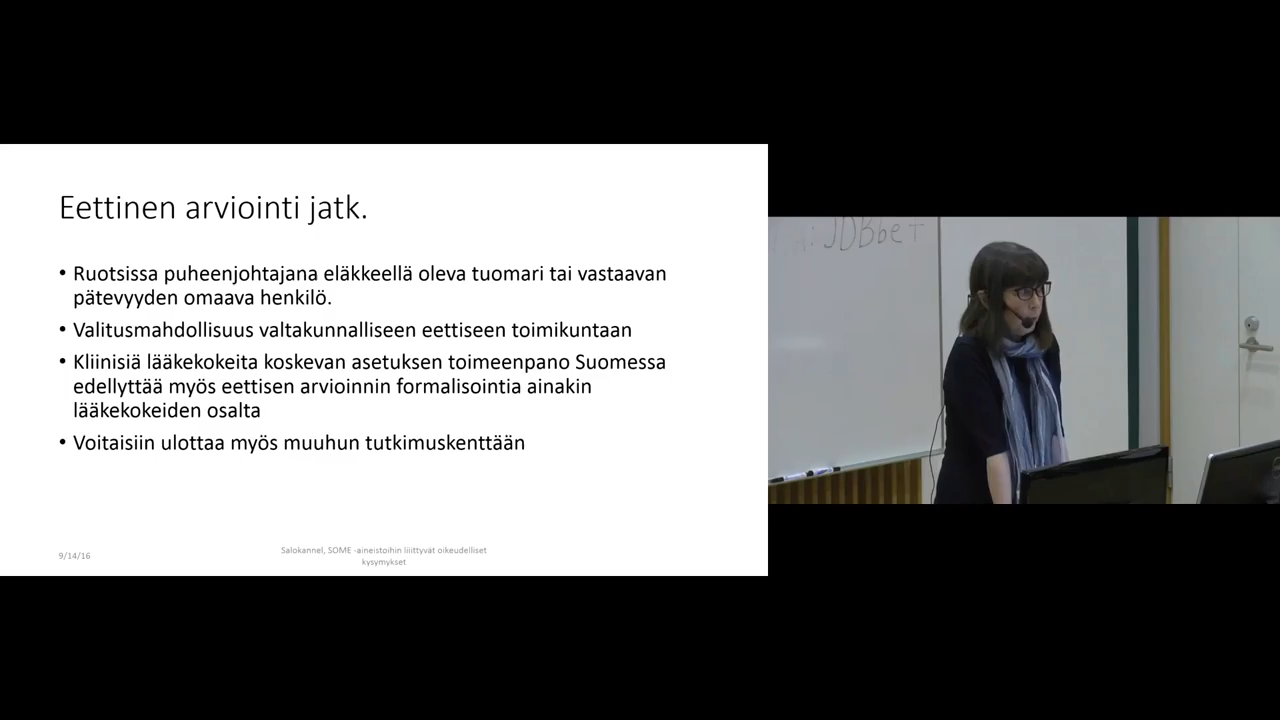 Eettinen arviointi jatk.
• Ruotsissa puheenjohtajana eläkkeellä oleva tuomari tai vastaavan
pätevyyden omaava henkilö.
• Valitusmahdollisuus valtakunnalliseen eettiseen toimikuntaan
• Kliinisiä lääkekokeita koskevan asetuksen toimeenpano Suomessa
edellyttää myös eettisen arvioinnin formalisointia ainakin
lääkekokeiden osalta
• Voitaisiin ulottaa myös muuhun tutkimuskenttään
9/14/16
Salokannel, SOME -aineistoihin liiittyvät oikeudelliset
kysymykset